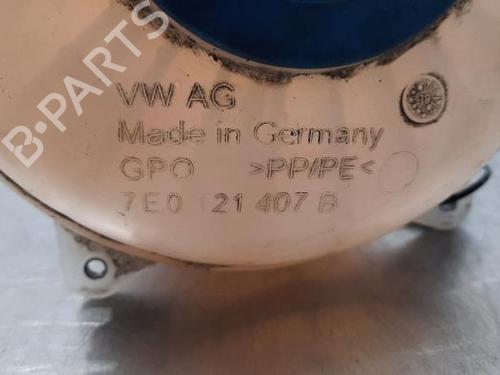 B-PARTS
VW AG
Made in Germany
GPO >PP/PE<
7E0 121 407 B